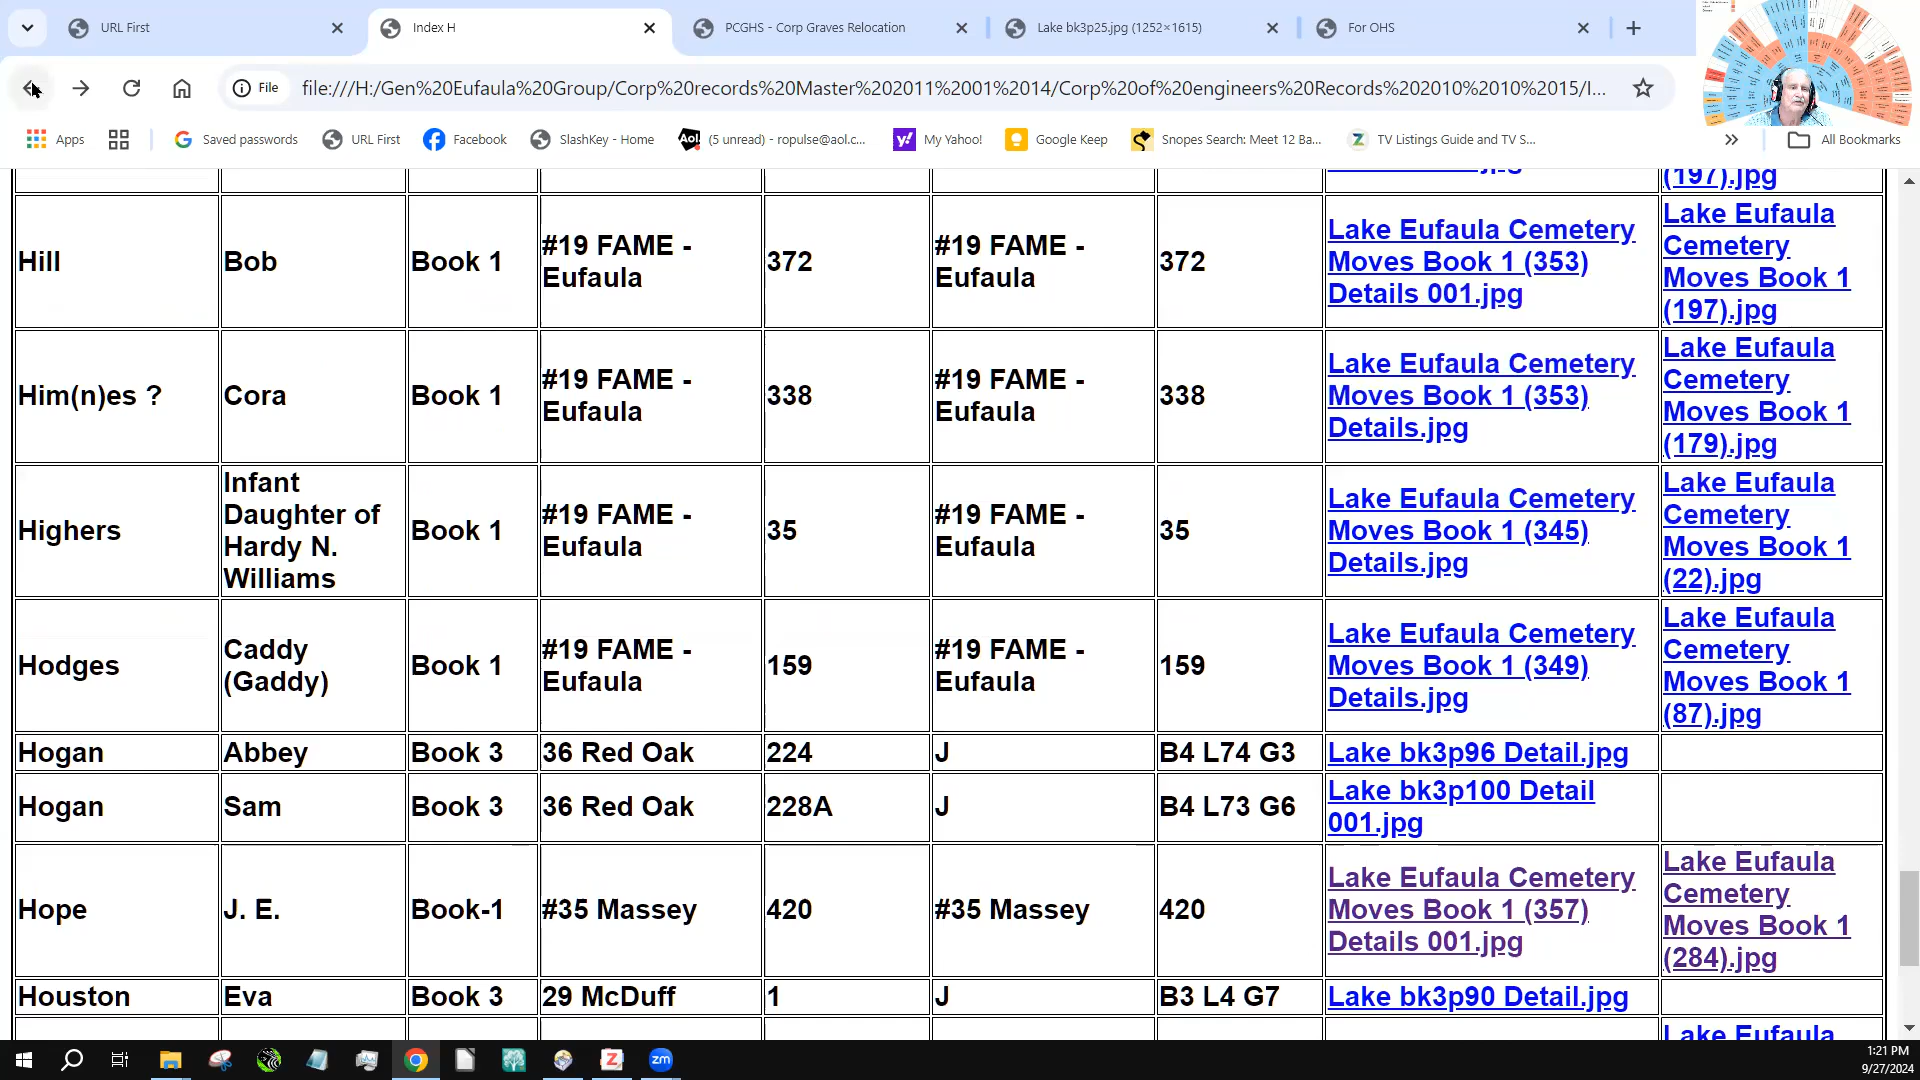 URL First
Index H
PCGHS - Corp Graves Relocation
Lake bk3p25.jpg (1252×1615)
For OHS
File
file:///H:/Gen%20Eufaula%20Group/Corp%20records%20Master%202011%2001%2014/Corp%20of%20engineers%20Records%202010%2010%2015/I...
Apps
Saved passwords
URL First
Facebook
SlashKey - Home
Aol.
(5 unread) - ropulse@aol.c...
My Yahoo!
Google Keep
Snopes Search: Meet 12 Ba...
TV Listings Guide and TV S...
All Bookmarks
(197).jpg
Hill
Bob
Book 1
#19 FAME -
Eufaula
372
#19 FAME -
Eufaula
372
Lake Eufaula Cemetery
Moves Book 1 (353)
Details 001.jpg
Lake Eufaula
Cemetery
Moves Book 1
(197).jpg
Him(n)es ?
Cora
Book 1
#19 FAME -
Eufaula
338
#19 FAME -
Eufaula
338
Lake Eufaula Cemetery
Moves Book 1 (353)
Details.jpg
Lake Eufaula
Cemetery
Moves Book 1
(179).jpg
Highers
Infant
Daughter of
Hardy N.
Williams
Book 1
#19 FAME -
Eufaula
35
#19 FAME -
Eufaula
35
Lake Eufaula Cemetery
Moves Book 1 (345)
Details.jpg
Lake Eufaula
Cemetery
Moves Book 1
(22).jpg
Hodges
Caddy
(Gaddy)
Book 1
#19 FAME -
Eufaula
159
#19 FAME -
Eufaula
159
Lake Eufaula Cemetery
Moves Book 1 (349)
Details.jpg
Lake Eufaula
Cemetery
Moves Book 1
(87).jpg
Hogan
Abbey
Book 3
36 Red Oak
224
J
B4 L74 G3
Lake bk3p96 Detail.jpg
Hogan
Sam
Book 3
36 Red Oak
228A
J
B4 L73 G6
Lake bk3p100 Detail
001.jpg
Hope
J. E.
Book-1
#35 Massey
420
#35 Massey
420
Lake Eufaula Cemetery
Moves Book 1 (357)
Details 001.jpg
Lake Eufaula
Cemetery
Moves Book 1
(284).jpg
Houston
Eva
Book 3
29 McDuff
1
J
B3 L4 G7
Lake bk3p90 Detail.jpg
Lake Eufaula
zm
1:21 PM
9/27/2024